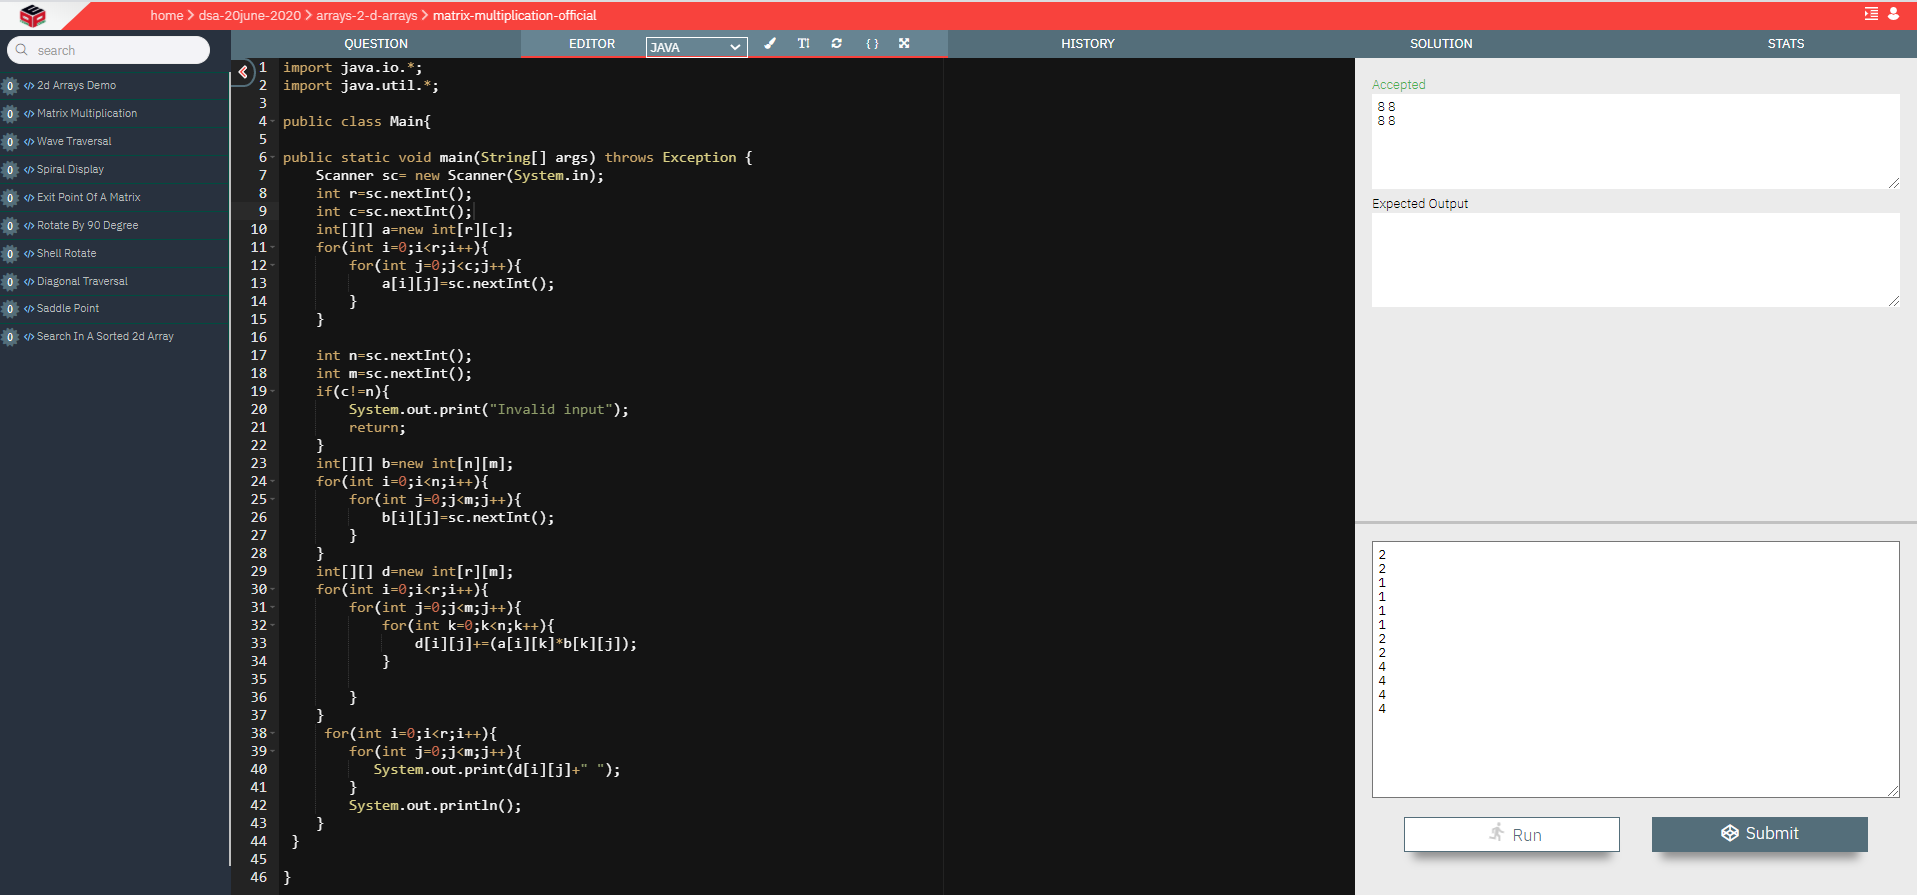 home > dsa-20june-2020 > arrays-2-d-arrays > matrix-multiplication-official
search
0 </> 2d Arrays Demo
0 </> Matrix Multiplication
0 </> Wave Traversal
0 </> Spiral Display
0 </> Exit Point Of A Matrix
0 </> Rotate By 90 Degree
0 </> Shell Rotate
0 </> Diagonal Traversal
0 </> Saddle Point
0 </> Search In A Sorted 2d Array
QUESTION EDITOR JAVA TI { } HISTORY SOLUTION STATS
1 import java.io.*;
2 import java.util.*;
3
4 public class Main{
5
6 public static void main(String[] args) throws Exception {
7 Scanner sc= new Scanner(System.in);
8 int r=sc.nextInt();
9 int c=sc.nextInt();
10 int[][] a=new int[r][c];
11 for(int i=0;i<r;i++){
12 for(int j=0;j<c;j++){
13 a[i][j]=sc.nextInt();
14 }
15 }
16
17 int n=sc.nextInt();
18 int m=sc.nextInt();
19 if(c!=n){
20 System.out.print("Invalid input");
21 return;
22 }
23 int[][] b=new int[n][m];
24 for(int i=0;i<n;i++){
25 for(int j=0;j<m;j++){
26 b[i][j]=sc.nextInt();
27 }
28 }
29 int[][] d=new int[r][m];
30 for(int i=0;i<r;i++){
31 for(int j=0;j<m;j++){
32 for(int k=0;k<n;k++){
33 d[i][j]+=(a[i][k]*b[k][j]);
34 }
35
36 }
37 }
38 for(int i=0;i<r;i++){
39 for(int j=0;j<m;j++){
40 System.out.print(d[i][j]+" ");
41 }
42 System.out.println();
43 }
44 }
45
46 }
Accepted
8 8
8 8
Expected Output
2
2
1
1
1
1
2
2
4
4
4
4
Run
Submit